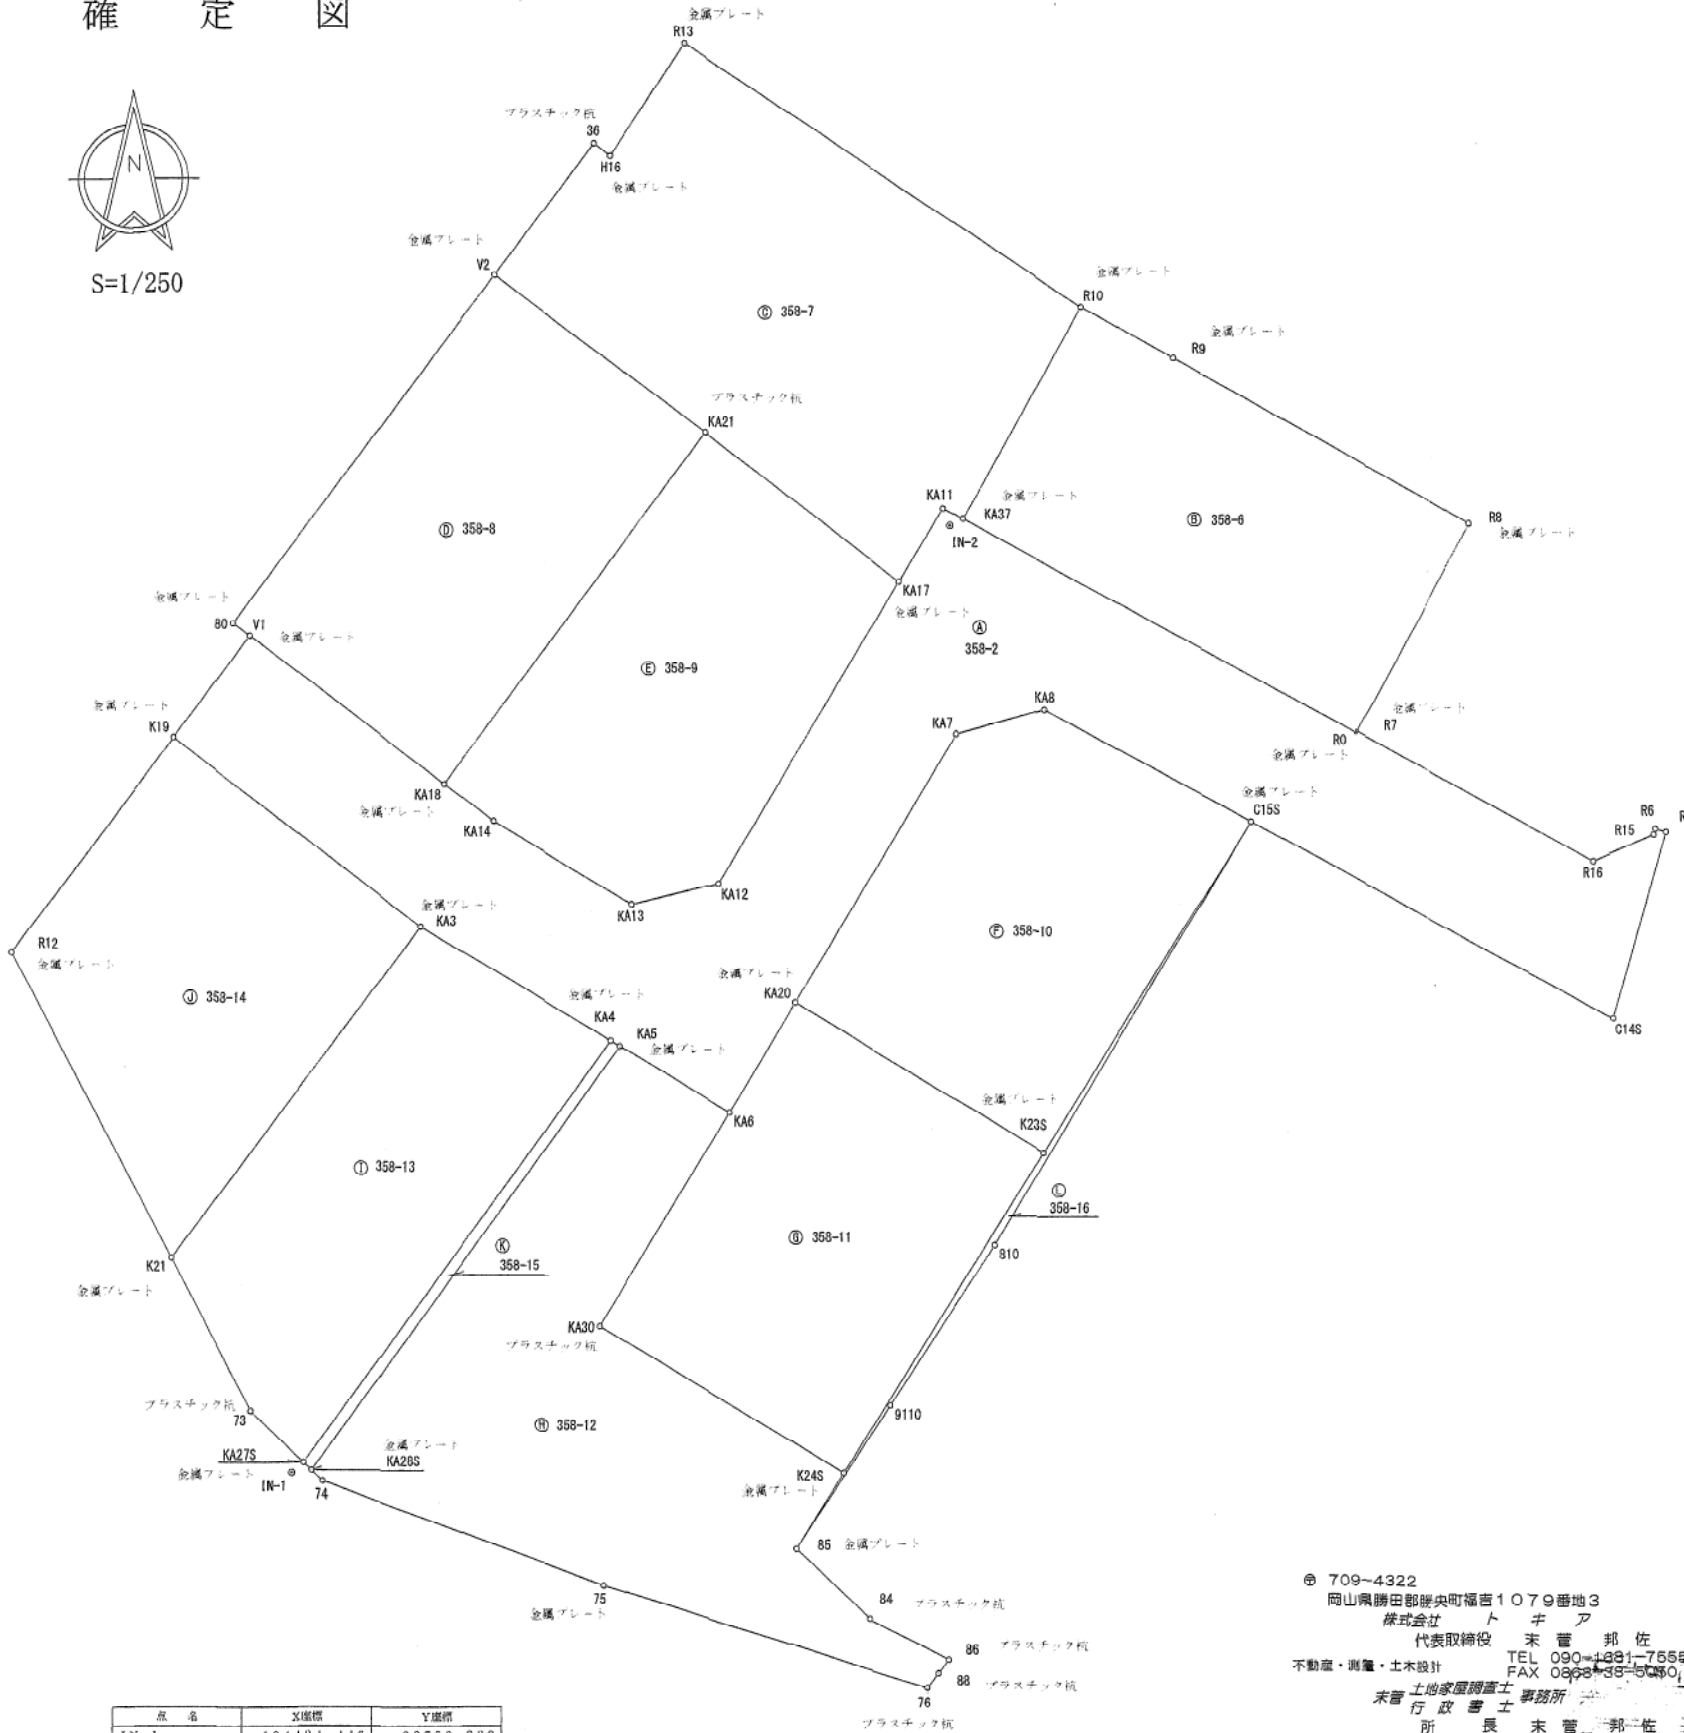 確 定 図
N
S=1/250
金属プレート
R13
プラスチック杭
36
H16
金属プレート
金属プレート
V2
金属プレート
R10
Ⓒ 358-7
金属プレート
R9
プラスチック杭
KA21
KA11
金属プレート
KA37
IN-2
Ⓑ 358-6
R8
金属プレート
Ⓓ 358-8
KA17
金属プレート
金属プレート
80
V1
金属プレート
Ⓐ
358-2
Ⓔ 358-9
金属プレート
K19
KA7
KA8
金属プレート
R0
R7
金属プレート
KA18
金属プレート
KA14
金属プレート
C15S
R6
R15
R16
KA12
KA13
金属プレート
KA3
R12
金属プレート
Ⓕ 358-10
Ⓙ 358-14
金属プレート
KA20
金属プレート
KA4
KA5
金属プレート
C14S
KA6
金属プレート
K23S
Ⓘ 358-13
Ⓛ
358-16
Ⓚ
358-15
Ⓖ 358-11
810
K21
金属プレート
KA30
プラスチック杭
プラスチック杭
73
9110
Ⓗ 358-12
KA27S
金属プレート
金属プレート
KA28S
IN-1
74
K24S
金属プレート
85 金属プレート
75
金属プレート
84 プラスチック杭
86 プラスチック杭
88 プラスチック杭
76
プラスチック杭
〒 709-4322
岡山県勝田郡勝央町福吉1079番地3
株式会社 トキア
代表取締役 末菅邦佐
不動産・測量・土木設計
末菅 土地家屋調査士 行政書士 事務所
所長 末菅邦佐
点名 X座標 Y座標